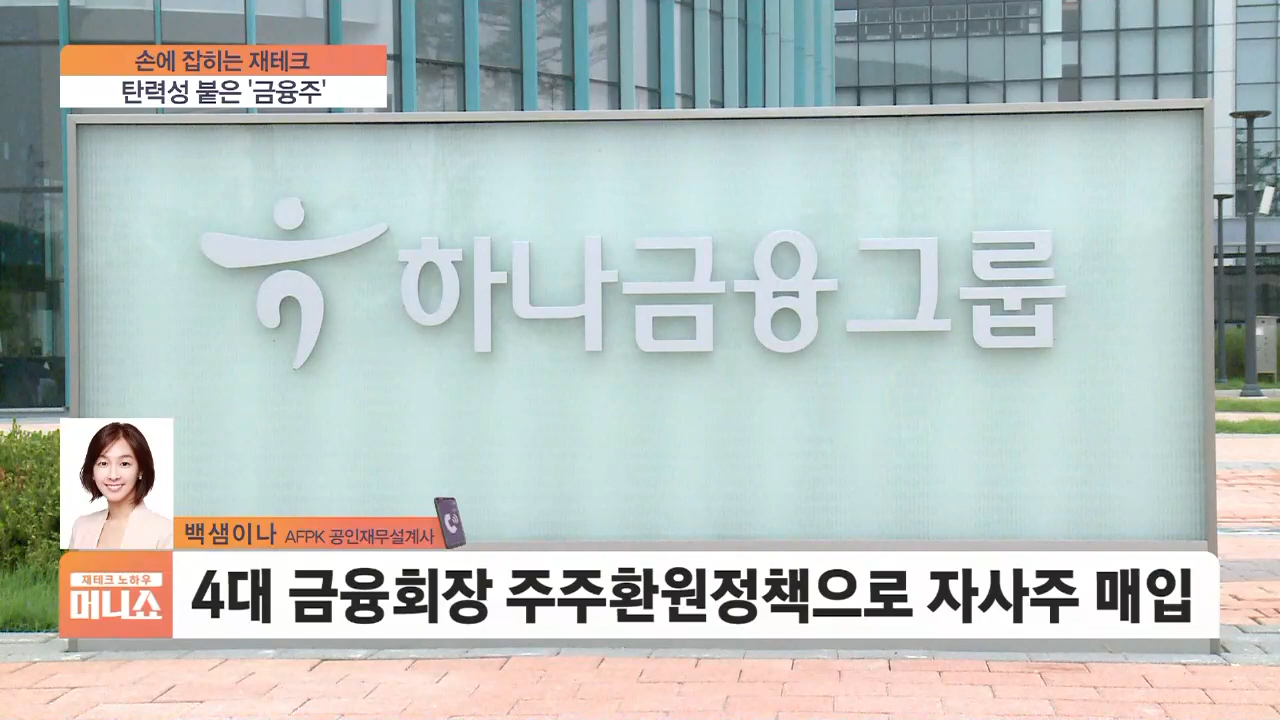 손에 잡히는 재테크
탄력성 붙은 '금융주'
하나금융그룹
백샘이나 AFPK 공인재무설계사
재테크 노하우
머니쇼
4대 금융회장 주주환원정책으로 자사주 매입